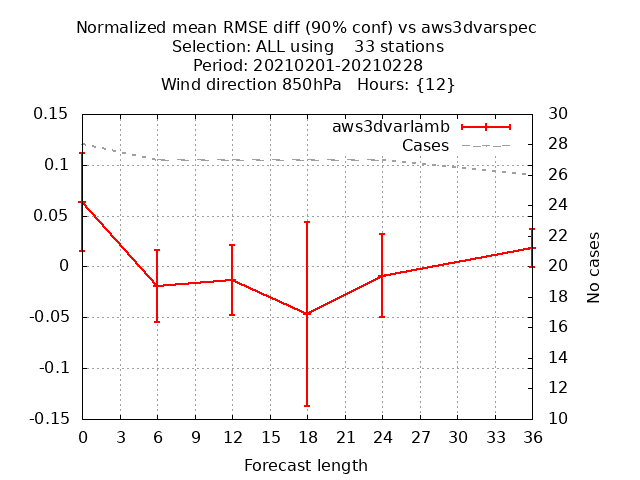 Normalized mean RMSE diff (90% conf) vs aws3dvarspec
Selection: ALL using    33 stations
Period: 20210201-20210228
Wind direction 850hPa   Hours: {12}
aws3dvarlamb
Cases
0.15
0.1
0.05
0
-0.05
-0.1
-0.15
30
28
26
24
22
20
18
16
14
12
10
No cases
0 3 6 9 12 15 18 21 24 27 30 33 36
Forecast length